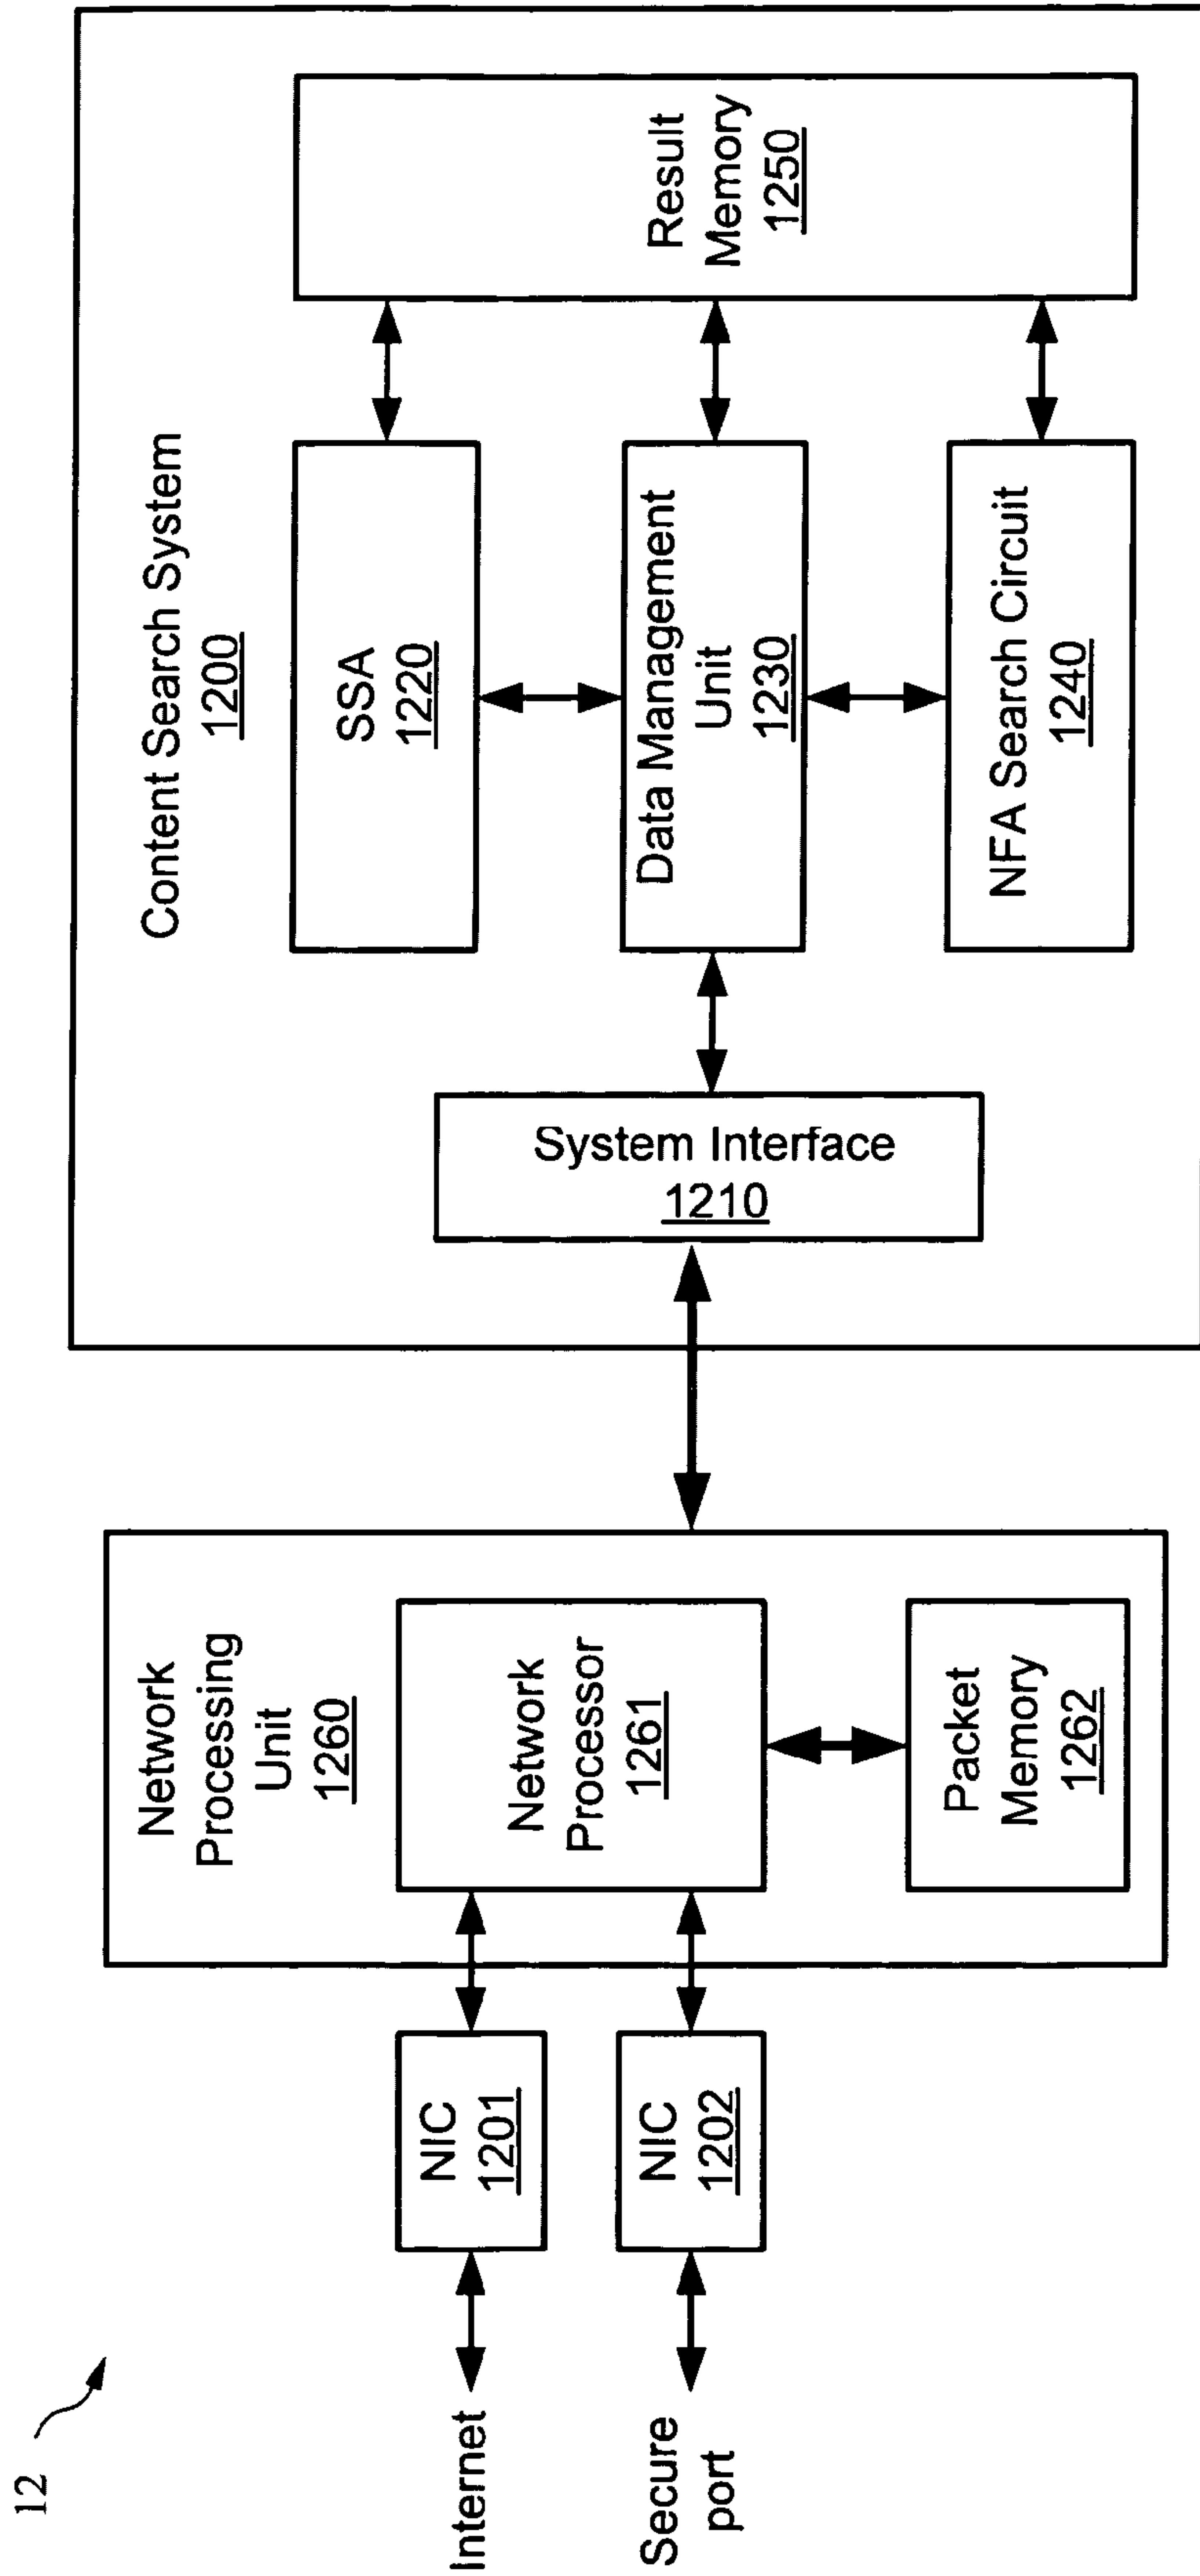 12
Internet
Secure
port
NIC
1201
NIC
1202
Network
Processing
Unit
1260
Network
Processor
1261
Packet
Memory
1262
Content Search System
1200
System Interface
1210
SSA
1220
Data Management
Unit
1230
NFA Search Circuit
1240
Result
Memory
1250